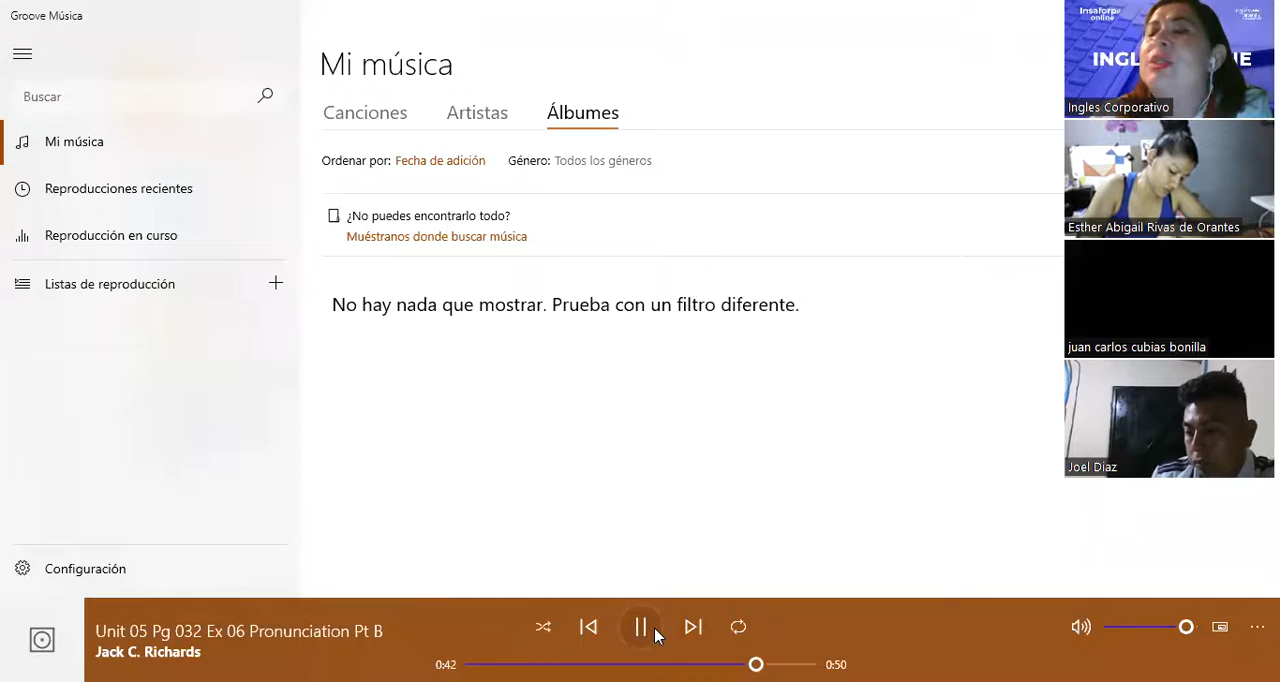 Groove Música
Buscar
Mi música
Reproducciones recientes
Reproducción en curso
Listas de reproducción
Configuración
Mi música
Canciones Artistas Álbumes
Ordenar por: Fecha de adición Género: Todos los géneros
¿No puedes encontrarlo todo?
Muéstranos donde buscar música
No hay nada que mostrar. Prueba con un filtro diferente.
Insaforp
online
INGL
E
Ingles Corporativo
Esther Abigail Rivas de Orantes
juan carlos cubias bonilla
Joel Diaz
Unit 05 Pg 032 Ex 06 Pronunciation Pt B
Jack C. Richards
0:42
0:50